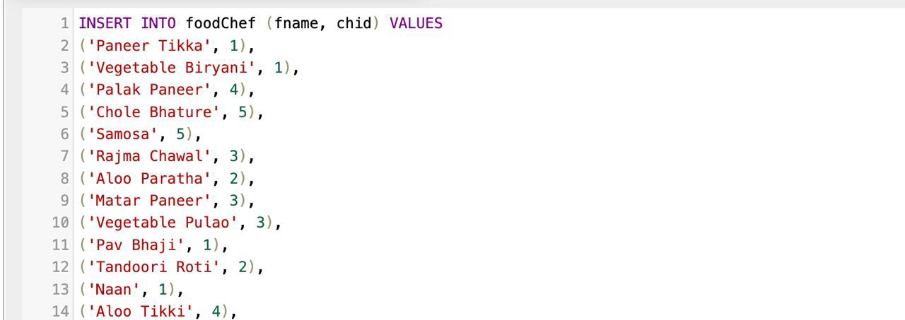 1 INSERT INTO foodChef (fname, chid) VALUES
2 ('Paneer Tikka', 1),
3 ('Vegetable Biryani', 1),
4 ('Palak Paneer', 4),
5 ('Chole Bhature', 5),
6 ('Samosa', 5),
7 ('Rajma Chawal', 3),
8 ('Aloo Paratha', 2),
9 ('Matar Paneer', 3),
10 ('Vegetable Pulao', 3),
11 ('Pav Bhaji', 1),
12 ('Tandoori Roti', 2),
13 ('Naan', 1),
14 ('Aloo Tikki', 4),